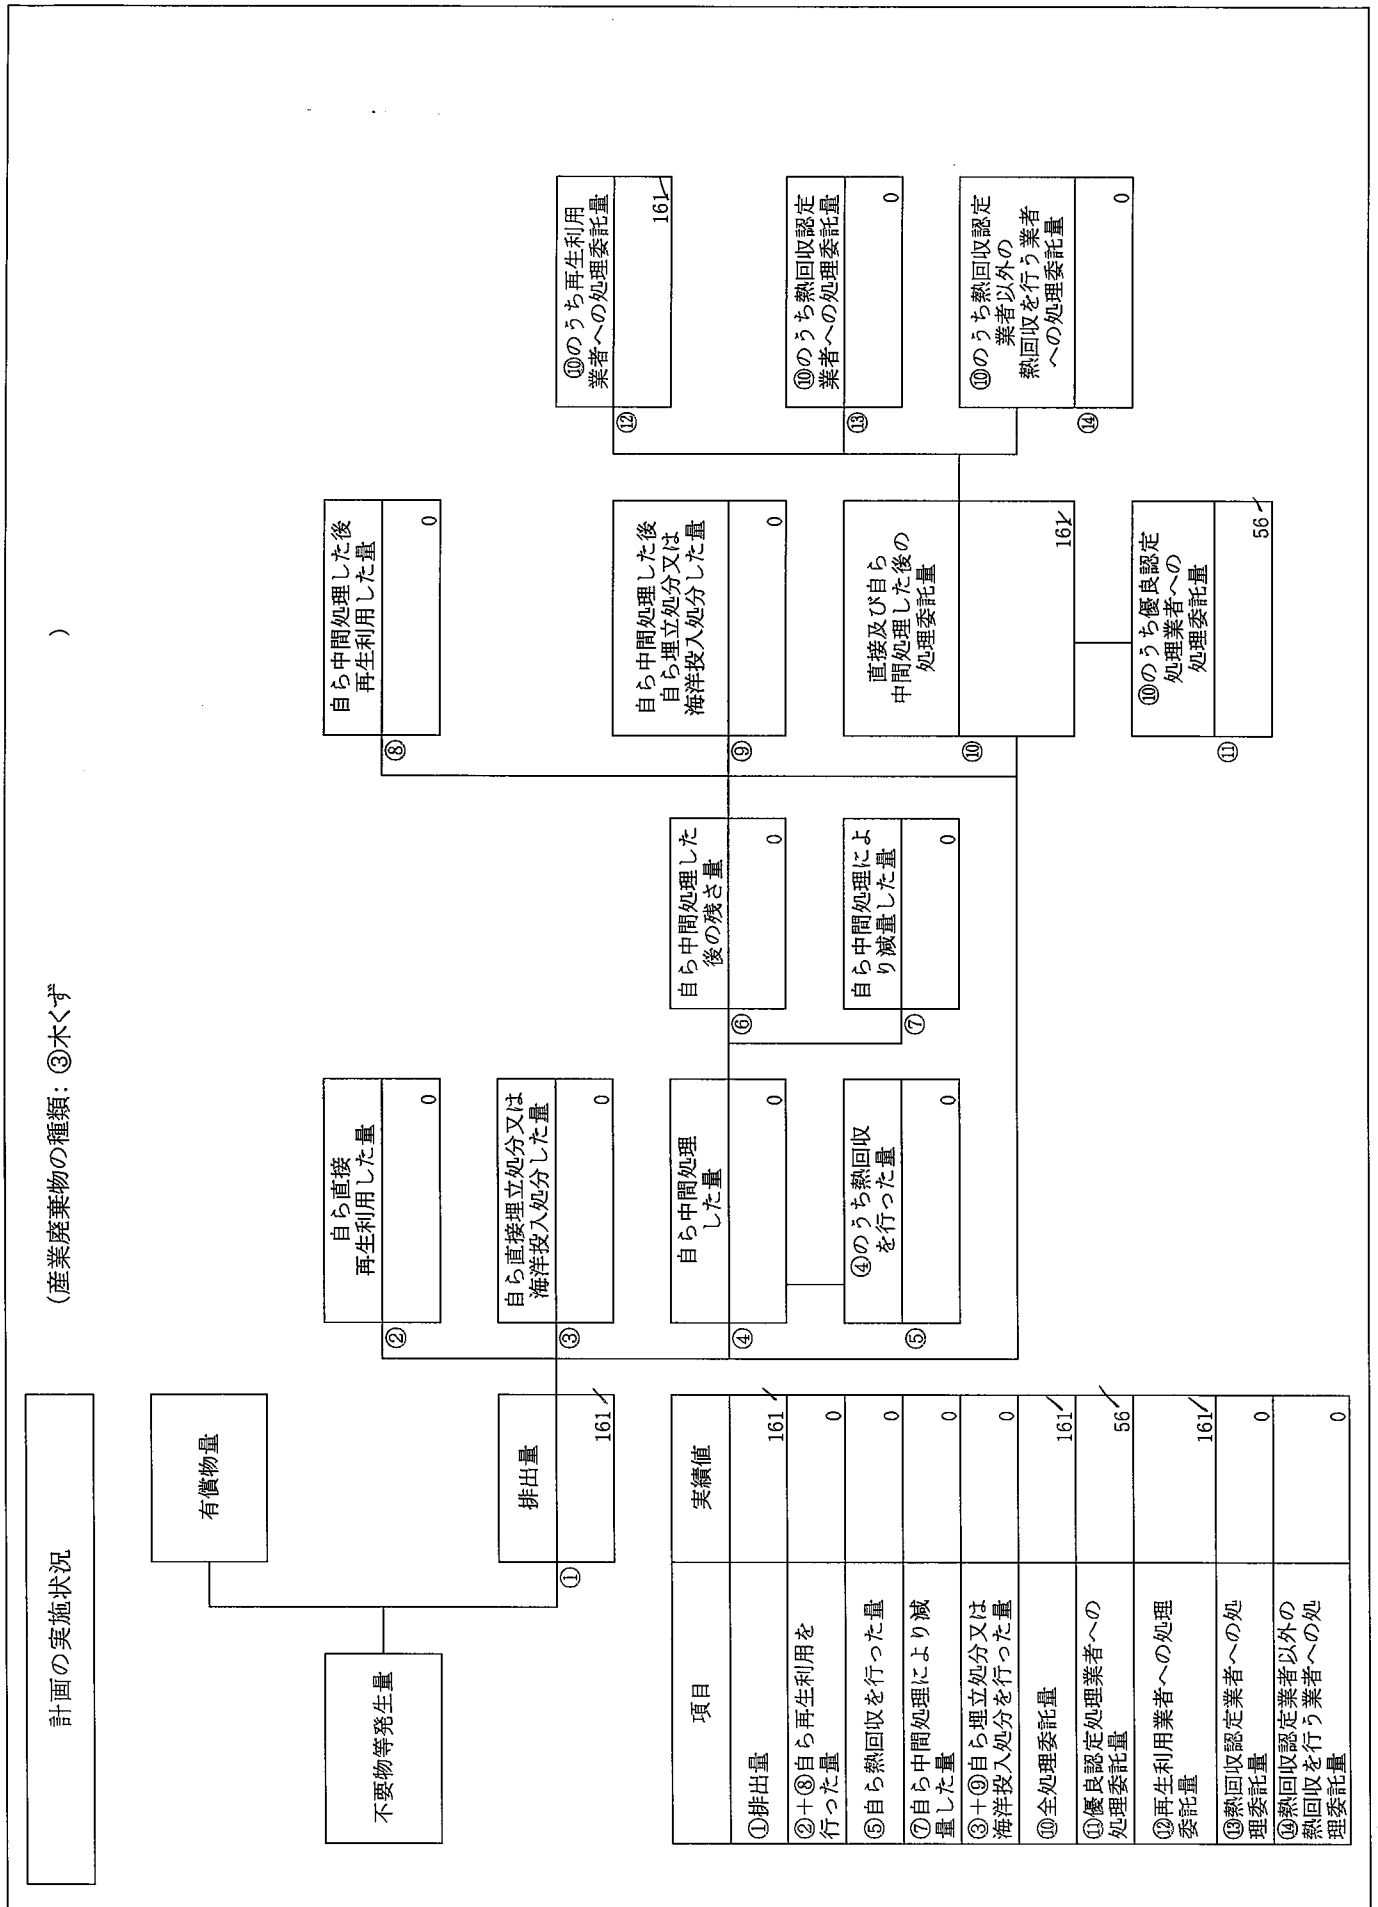 計画の実施状況
(産業廃棄物の種類：③木くず　　　)
不要物等発生量
有償物量
①
排出量
161
②
自ら直接
再生利用した量
0
③
自ら直接埋立処分又は
海洋投入処分した量
0
④
自ら中間処理
した量
0
⑤
④のうち熱回収
を行った量
0
⑥
自ら中間処理した
後の残さ量
0
⑦
自ら中間処理によ
り減量した量
0
⑧
自ら中間処理した後
再生利用した量
0
⑨
自ら中間処理した後
自ら埋立処分又は
海洋投入処分した量
0
⑩
直接及び自ら
中間処理した後の
処理委託量
161
⑪
⑩のうち優良認定
処理業者への
処理委託量
56
⑫
⑩のうち再生利用
業者への処理委託量
161
⑬
⑩のうち熱回収認定
業者への処理委託量
0
⑭
⑩のうち熱回収認定
業者以外の
熱回収を行う業者
への処理委託量
0
項目 実績値
①排出量 161
②＋⑧自ら再生利用を
行った量 0
⑤自ら熱回収を行った量 0
⑦自ら中間処理により減
量した量 0
③＋⑨自ら埋立処分又は
海洋投入処分を行った量 0
⑩全処理委託量 161
⑪優良認定処理業者への
処理委託量 56
⑫再生利用業者への処理
委託量 161
⑬熱回収認定業者への処
理委託量 0
⑭熱回収認定業者以外の
熱回収を行う業者への処
理委託量 0